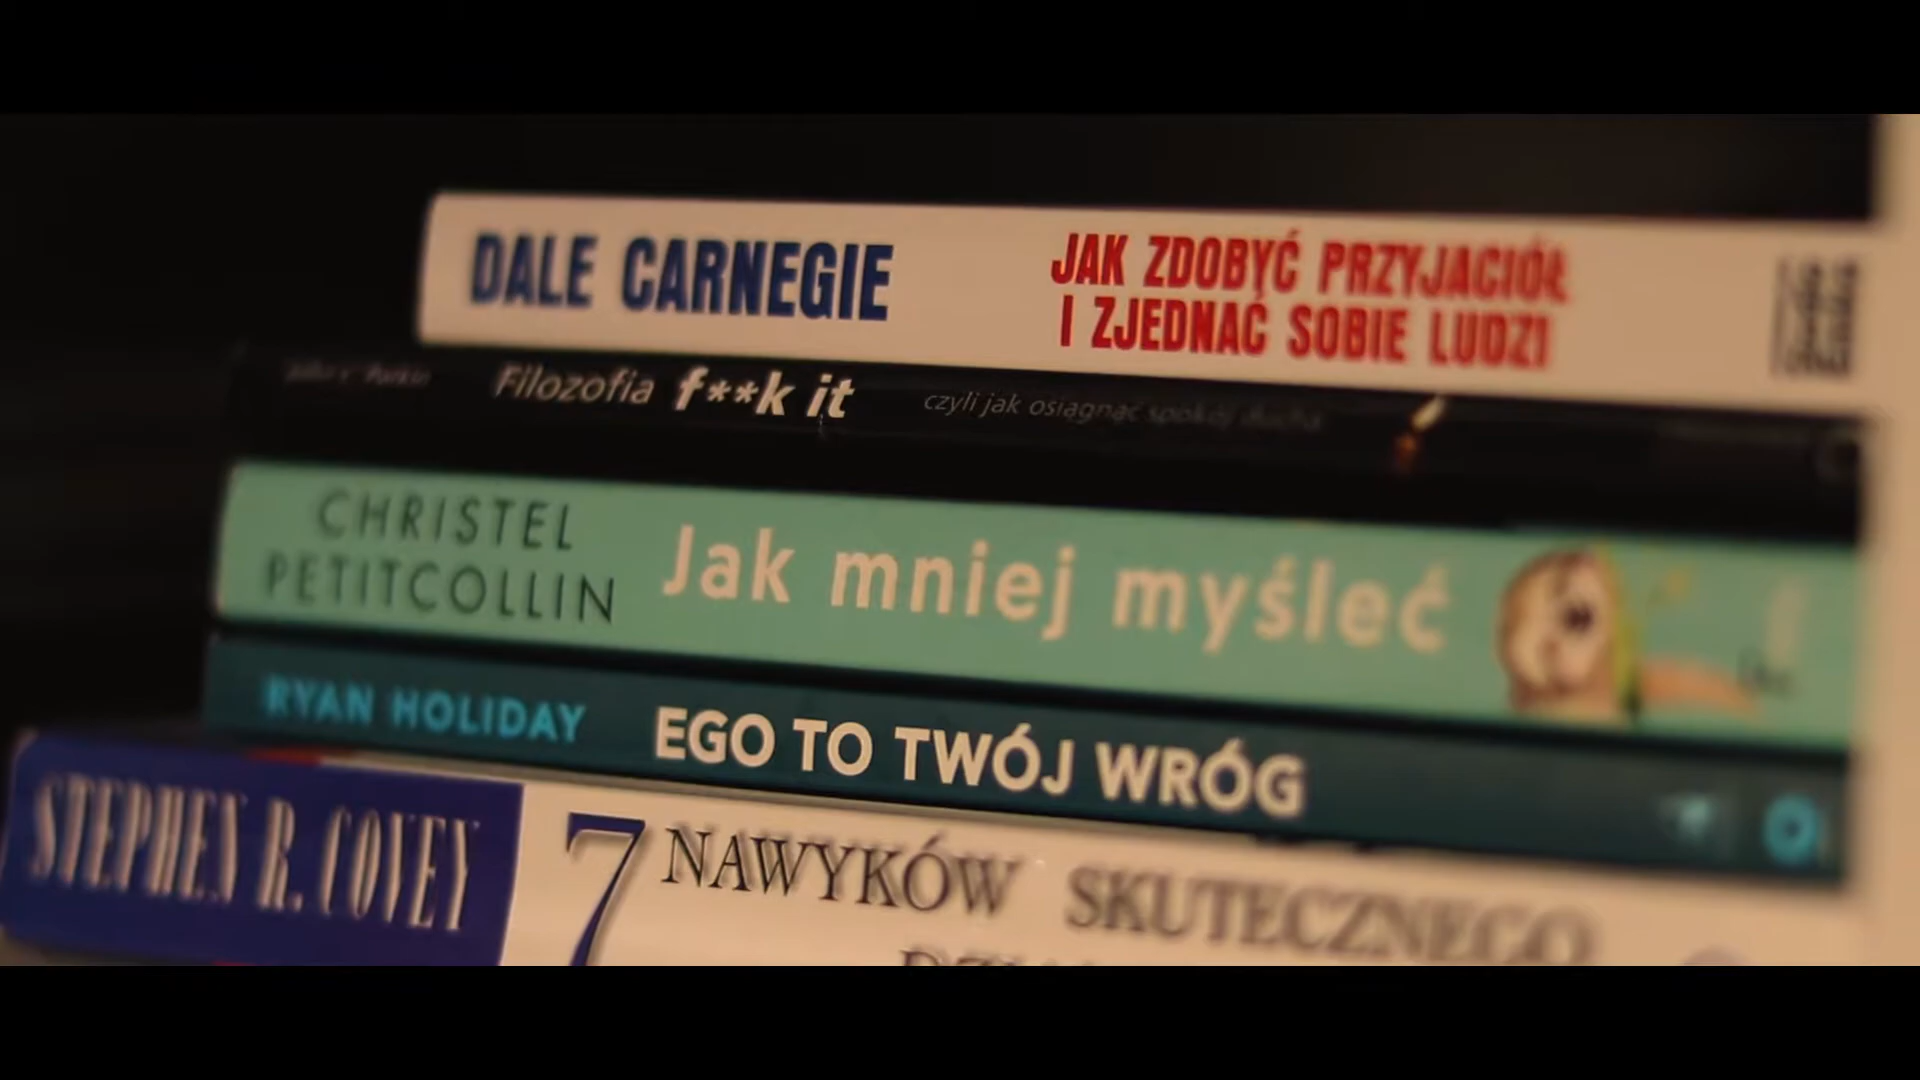 DALE CARNEGIE
JAK ZDOBYĆ PRZYJACIÓŁ
I ZJEDNAĆ SOBIE LUDZI
Filozofia f**k it
czyli jak osiągnąć spokój ducha
CHRISTEL
PETITCOLLIN
Jak mniej myśleć
RYAN HOLIDAY
EGO TO TWÓJ WRÓG
STEPHEN R. COVEY
7 NAWYKÓW SKUTECZNEGO